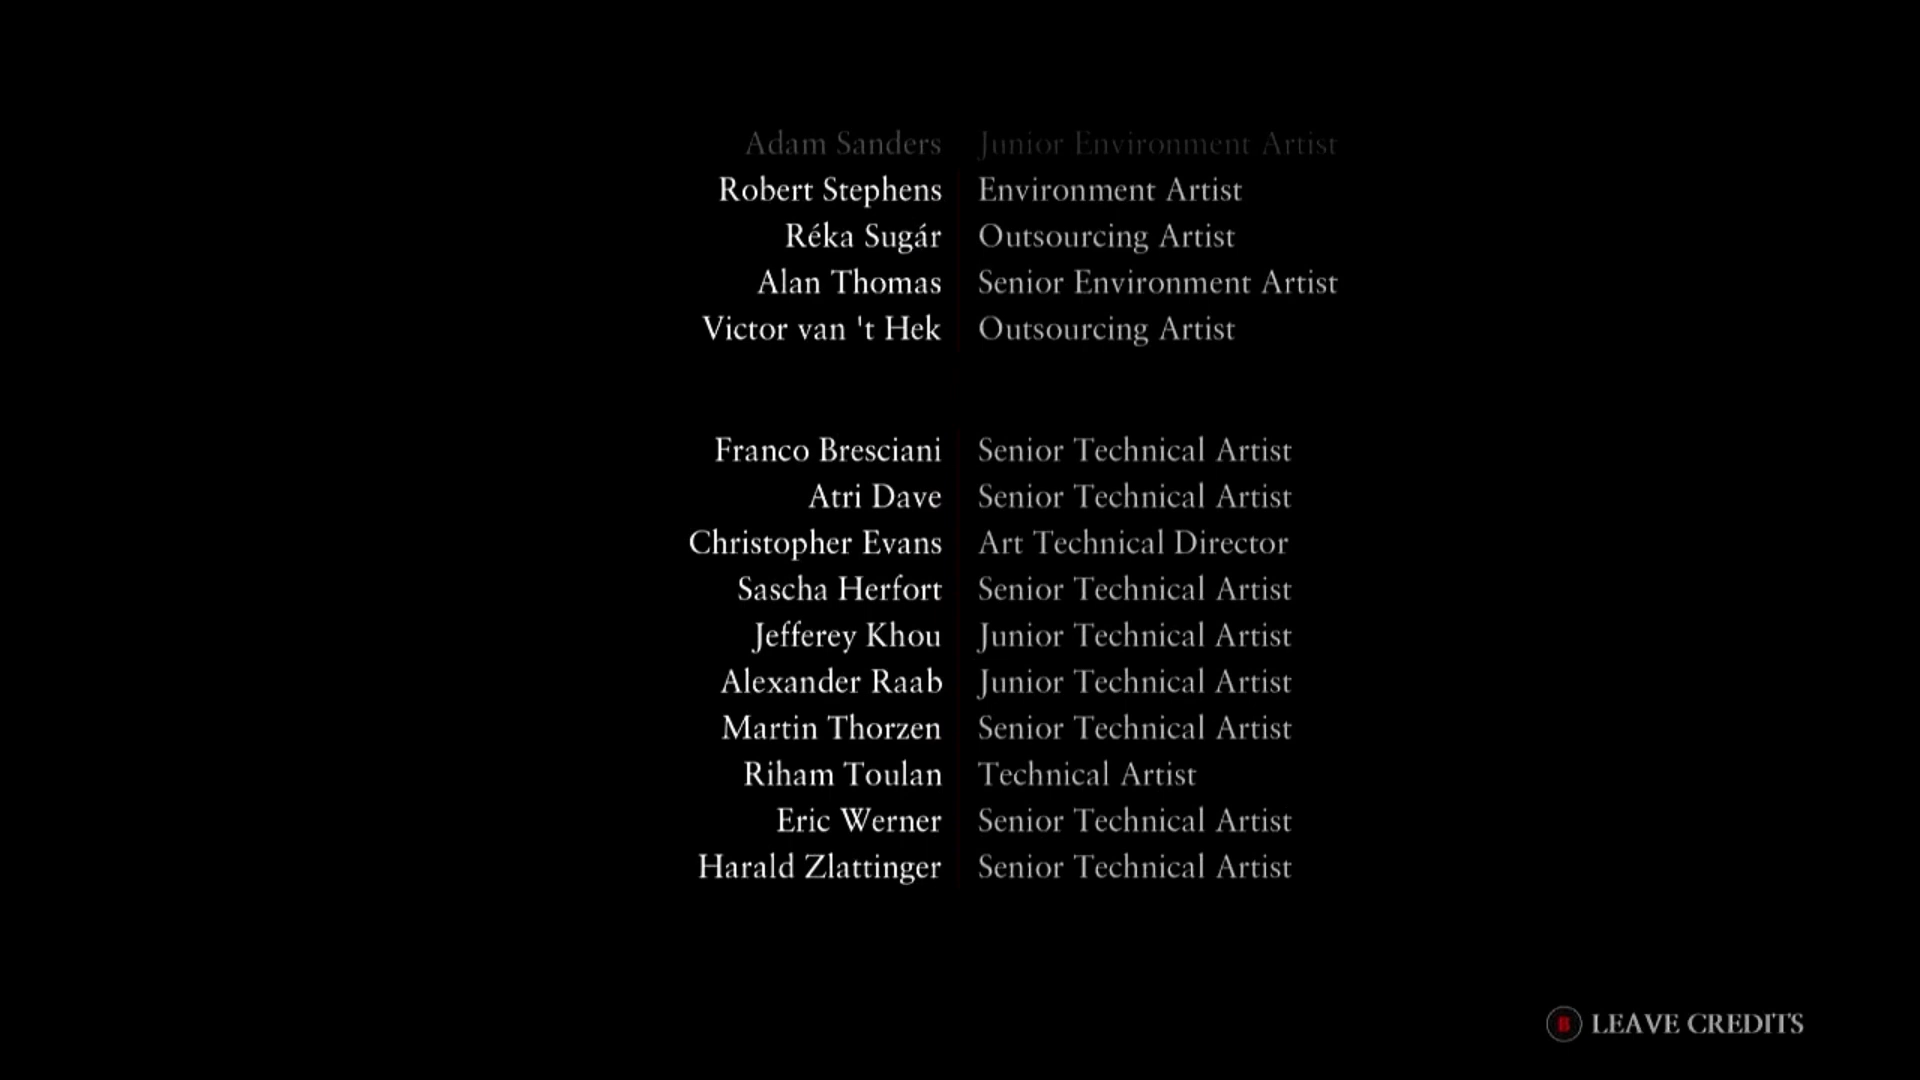 Adam Sanders Junior Environment Artist
Robert Stephens Environment Artist
Réka Sugár Outsourcing Artist
Alan Thomas Senior Environment Artist
Victor van 't Hek Outsourcing Artist
Franco Bresciani Senior Technical Artist
Atri Dave Senior Technical Artist
Christopher Evans Art Technical Director
Sascha Herfort Senior Technical Artist
Jefferey Khou Junior Technical Artist
Alexander Raab Junior Technical Artist
Martin Thorzen Senior Technical Artist
Riham Toulan Technical Artist
Eric Werner Senior Technical Artist
Harald Zlattinger Senior Technical Artist
B LEAVE CREDITS